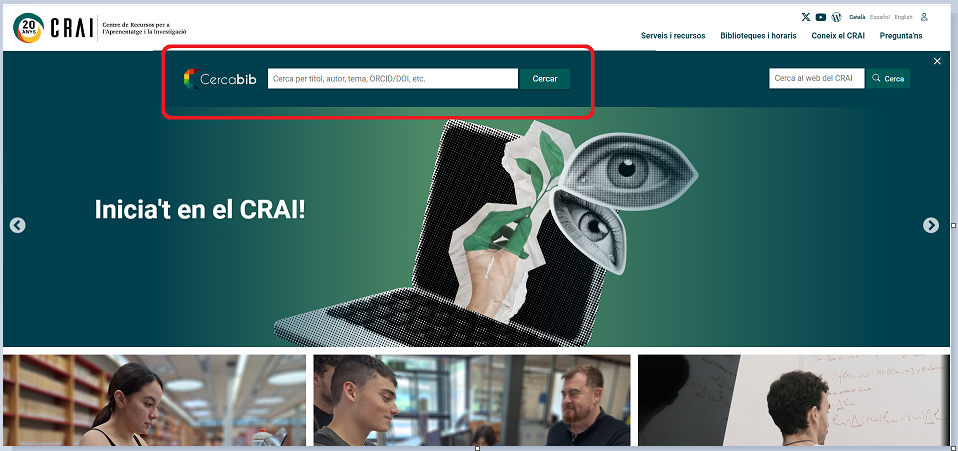 20
ANYS
CRAI
Centre de Recursos per a
l'Aprenentatge i la Investigació
Català Español English
Serveis i recursos Biblioteques i horaris Coneix el CRAI Pregunta'ns
Cercabib
Cerca per títol, autor, tema, ORCID/DOI, etc.
Cercar
Cerca al web del CRAI
Cerca
Inicia't en el CRAI!